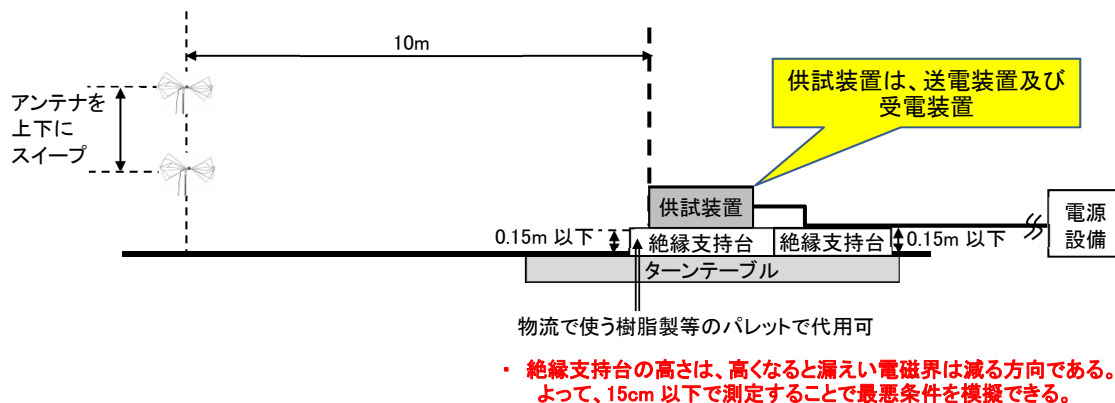 10m
アンテナを
上下に
スイープ
供試装置は、送電装置及び
受電装置
供試装置
電源
設備
0.15m 以下
絶縁支持台
絶縁支持台
0.15m 以下
ターンテーブル
物流で使う樹脂製等のパレットで代用可
・ 絶縁支持台の高さは、高くなると漏えい電磁界は減る方向である。
よって、15cm 以下で測定することで最悪条件を模擬できる。